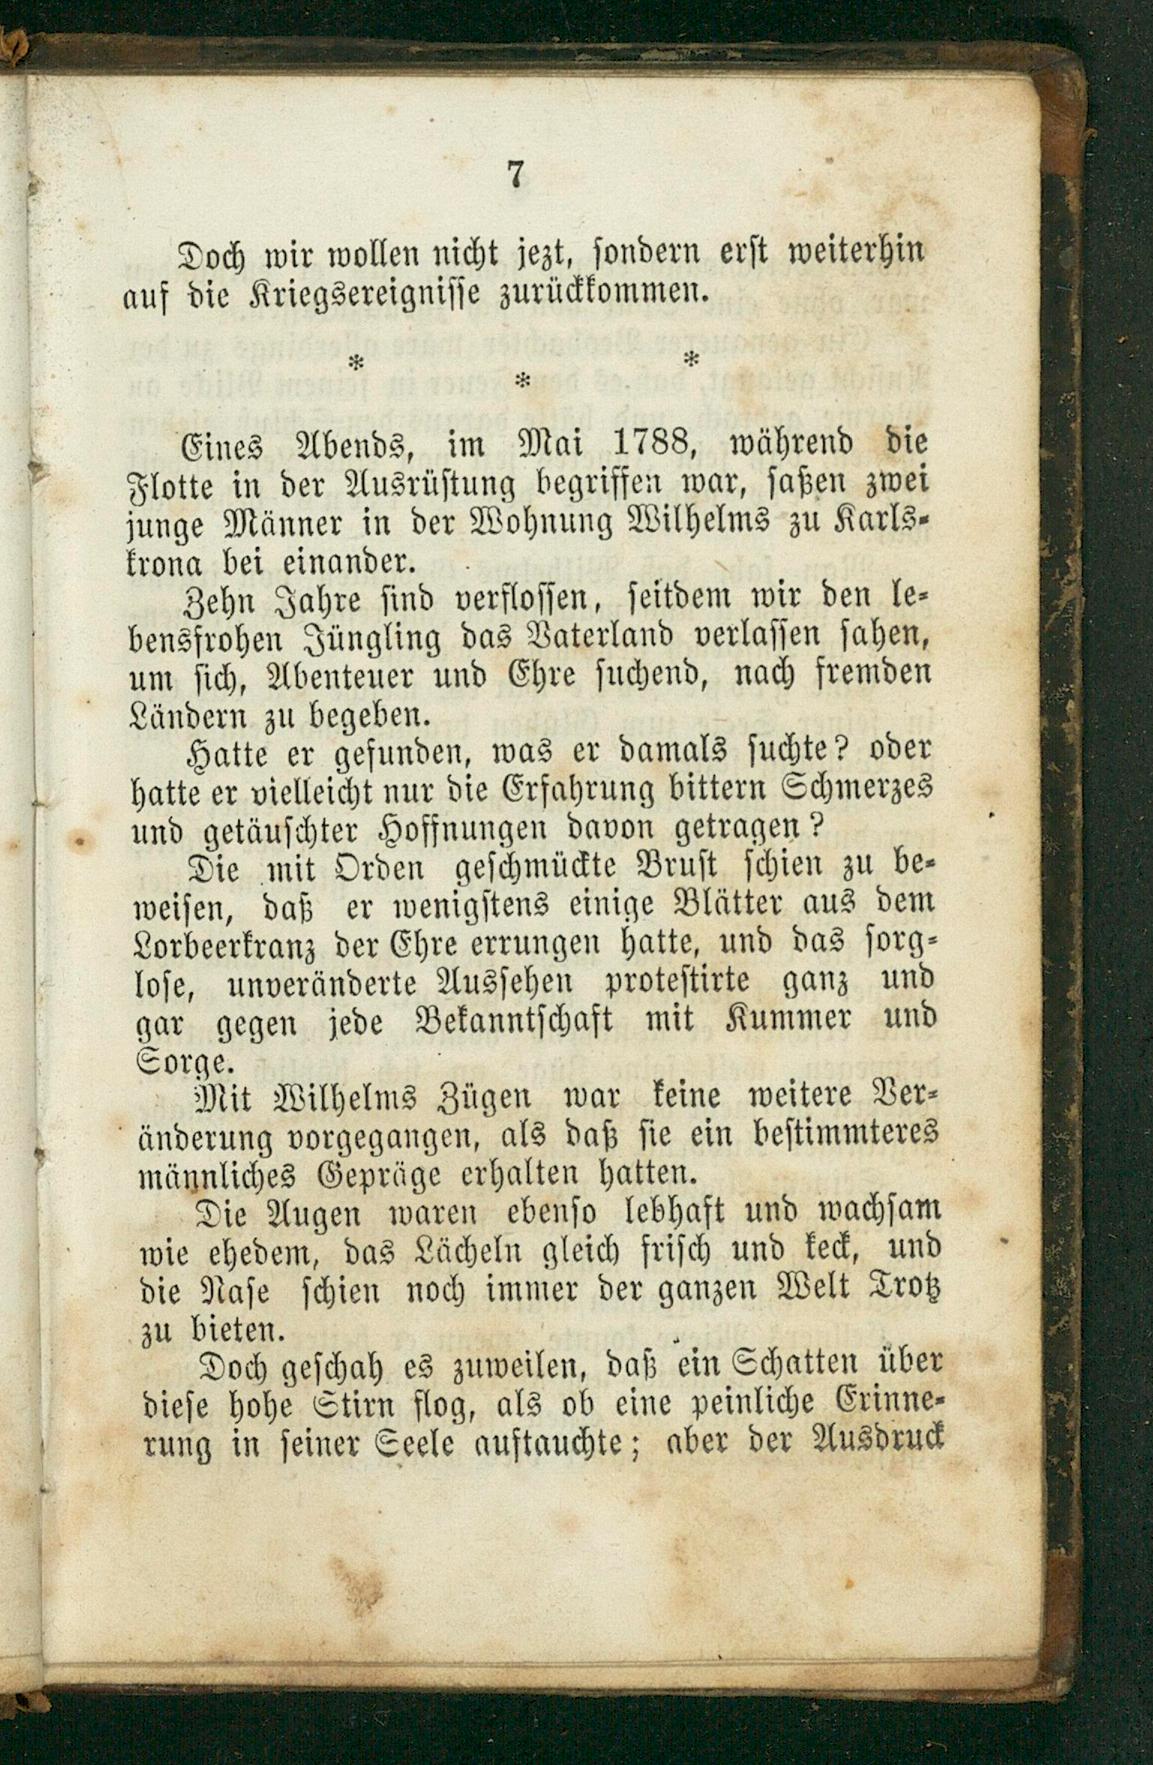 7
Doch wir wollen nicht jezt, sondern erst weiterhin
auf die Kriegsereignisse zurückkommen.
* * *
Eines Abends, im Mai 1788, während die
Flotte in der Ausrüstung begriffen war, saßen zwei
junge Männer in der Wohnung Wilhelms zu Karls-
krona bei einander.
Zehn Jahre sind verflossen, seitdem wir den le-
bensfrohen Jüngling das Vaterland verlassen sahen,
um sich, Abenteuer und Ehre suchend, nach fremden
Ländern zu begeben.
Hatte er gefunden, was er damals suchte? oder
hatte er vielleicht nur die Erfahrung bittern Schmerzes
und getäuschter Hoffnungen davon getragen?
Die mit Orden geschmückte Brust schien zu be-
weisen, daß er wenigstens einige Blätter aus dem
Lorbeerkranz der Ehre errungen hatte, und das sorg-
lose, unveränderte Aussehen protestirte ganz und
gar gegen jede Bekanntschaft mit Kummer und
Sorge.
Mit Wilhelms Zügen war keine weitere Ver-
änderung vorgegangen, als daß sie ein bestimmteres
männliches Gepräge erhalten hatten.
Die Augen waren ebenso lebhaft und wachsam
wie ehedem, das Lächeln gleich frisch und keck, und
die Nase schien noch immer der ganzen Welt Trotz
zu bieten.
Doch geschah es zuweilen, daß ein Schatten über
diese hohe Stirn flog, als ob eine peinliche Erinne-
rung in seiner Seele auftauchte; aber der Ausdruck